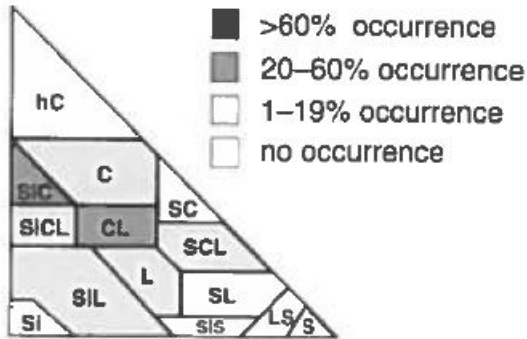 >60% occurrence
20–60% occurrence
1–19% occurrence
no occurrence
hC
C
SIC
SC
SICL
CL
SCL
L
SIL
SL
SI
SIS
LS
S